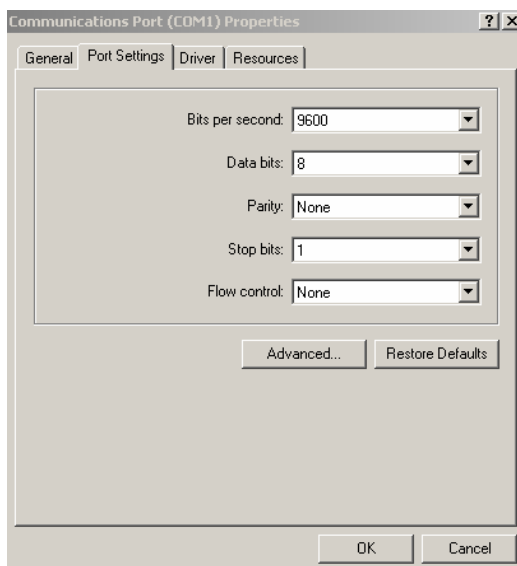 Communications Port (COM1) Properties
General Port Settings Driver Resources
Bits per second: 9600
Data bits: 8
Parity: None
Stop bits: 1
Flow control: None
Advanced... Restore Defaults
OK Cancel